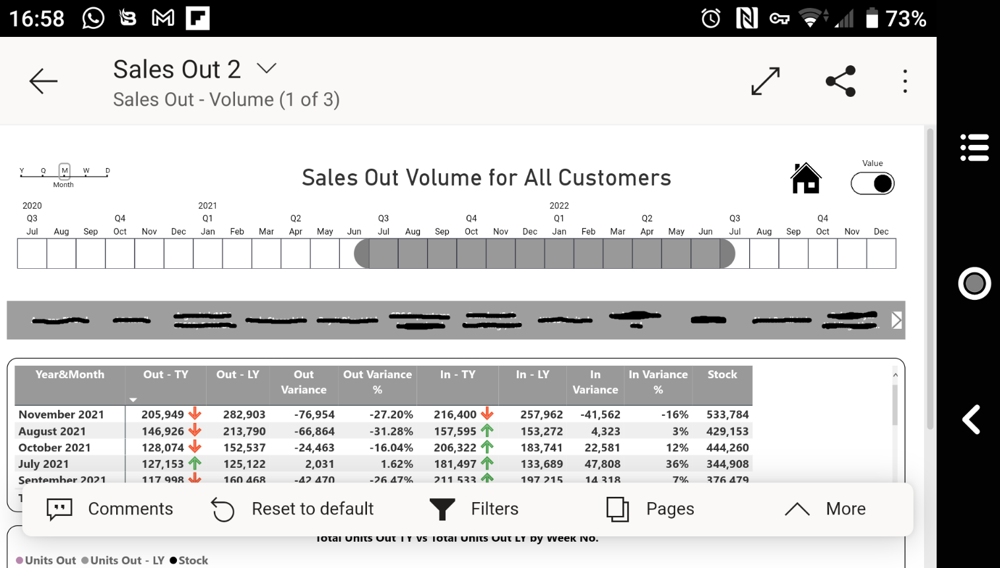 16:58 73%
Sales Out 2
Sales Out - Volume (1 of 3)
Y Q M W D
Month
Sales Out Volume for All Customers
Value
2020 2021 2022
Q3 Q4 Q1 Q2 Q3 Q4 Q1 Q2 Q3 Q4
Jul Aug Sep Oct Nov Dec Jan Feb Mar Apr May Jun Jul Aug Sep Oct Nov Dec Jan Feb Mar Apr May Jun Jul Aug Sep Oct Nov Dec
Year&Month Out - TY Out - LY Out Variance Out Variance % In - TY In - LY In Variance In Variance % Stock
November 2021 205,949 282,903 -76,954 -27.20% 216,400 257,962 -41,562 -16% 533,784
August 2021 146,926 213,790 -66,864 -31.28% 157,595 153,272 4,323 3% 429,153
October 2021 128,074 152,537 -24,463 -16.04% 206,322 183,741 22,581 12% 444,260
July 2021 127,153 125,122 2,031 1.62% 181,497 133,689 47,808 36% 344,908
September 2021 117,998 160,468 -42,470 -26.47% 211,533 197,215 14,318 7% 376,479
Comments Reset to default Filters Pages More
Total Units Out TY vs Total Units Out LY by Week No.
Units Out Units Out - LY Stock